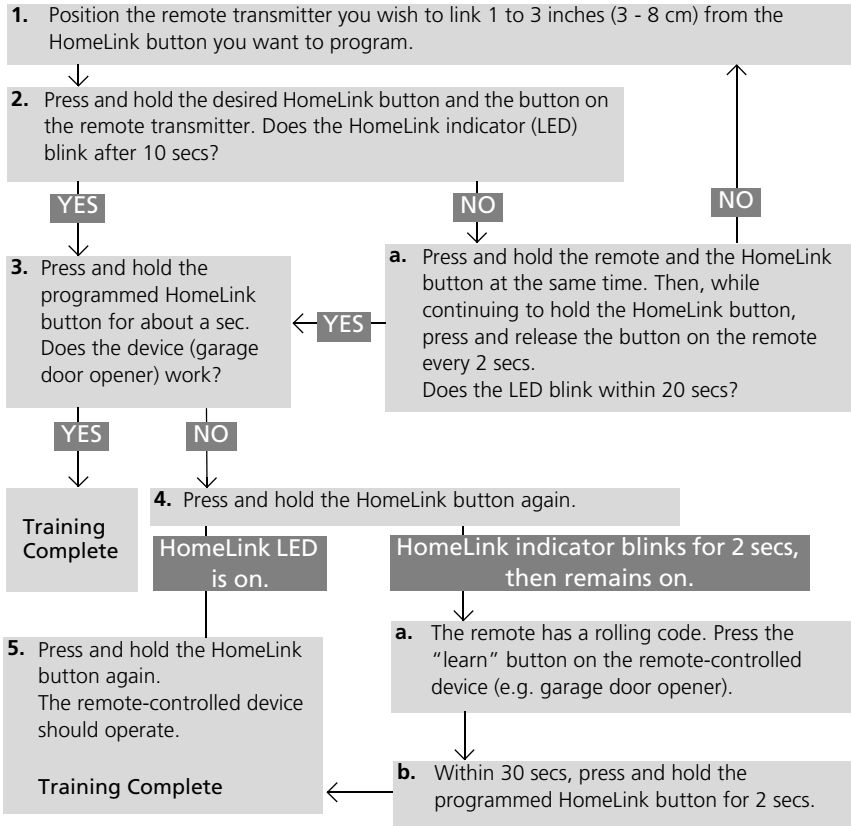 1. Position the remote transmitter you wish to link 1 to 3 inches (3 - 8 cm) from the
HomeLink button you want to program.
2. Press and hold the desired HomeLink button and the button on
the remote transmitter. Does the HomeLink indicator (LED)
blink after 10 secs?
YES
NO
NO
3. Press and hold the
programmed HomeLink
button for about a sec.
Does the device (garage
door opener) work?
YES
a. Press and hold the remote and the HomeLink
button at the same time. Then, while
continuing to hold the HomeLink button,
press and release the button on the remote
every 2 secs.
Does the LED blink within 20 secs?
YES
NO
Training
Complete
4. Press and hold the HomeLink button again.
HomeLink LED
is on.
HomeLink indicator blinks for 2 secs,
then remains on.
a. The remote has a rolling code. Press the
“learn” button on the remote-controlled
device (e.g. garage door opener).
b. Within 30 secs, press and hold the
programmed HomeLink button for 2 secs.
5. Press and hold the HomeLink
button again.
The remote-controlled device
should operate.
Training Complete